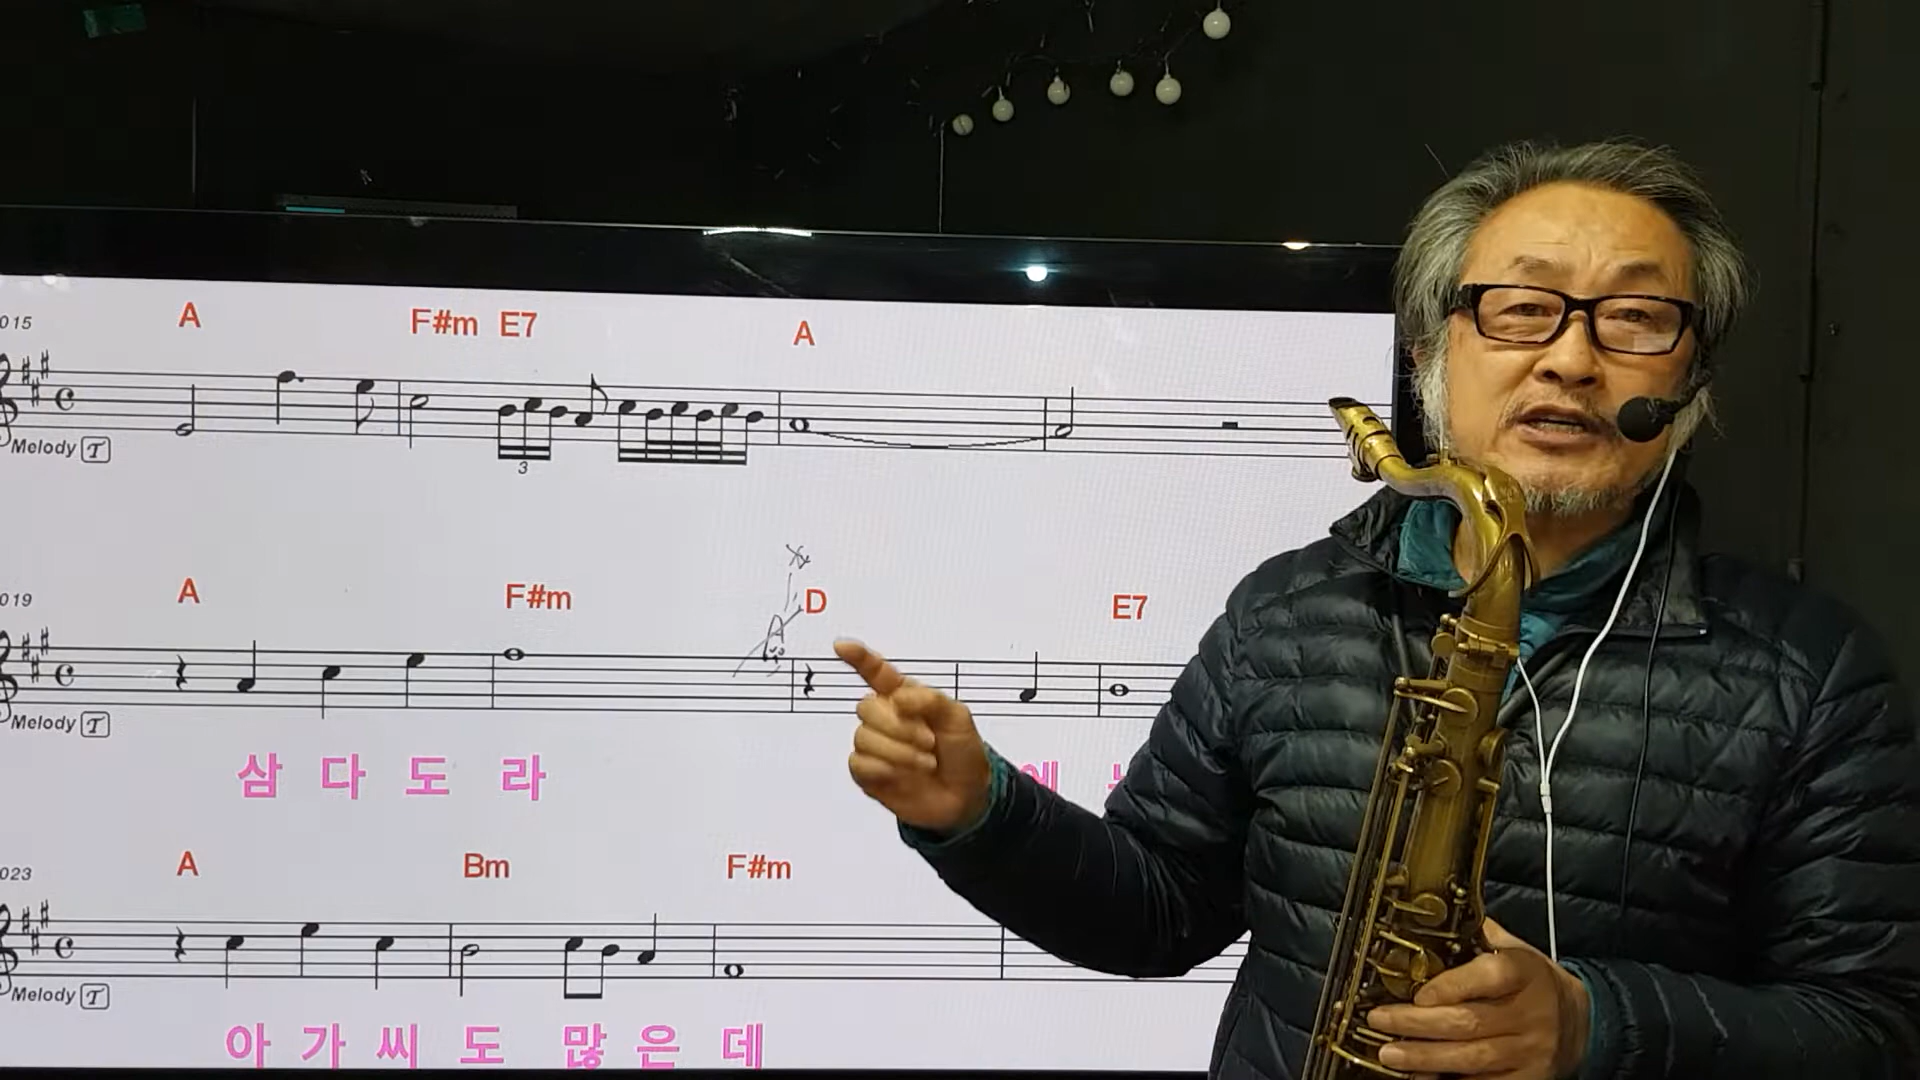 015 A F#m E7 A
Melody T
3
019 A F#m D E7
Melody T
삼 다 도 라 에
023 A Bm F#m
Melody T
아 가 씨 도 많 은 데